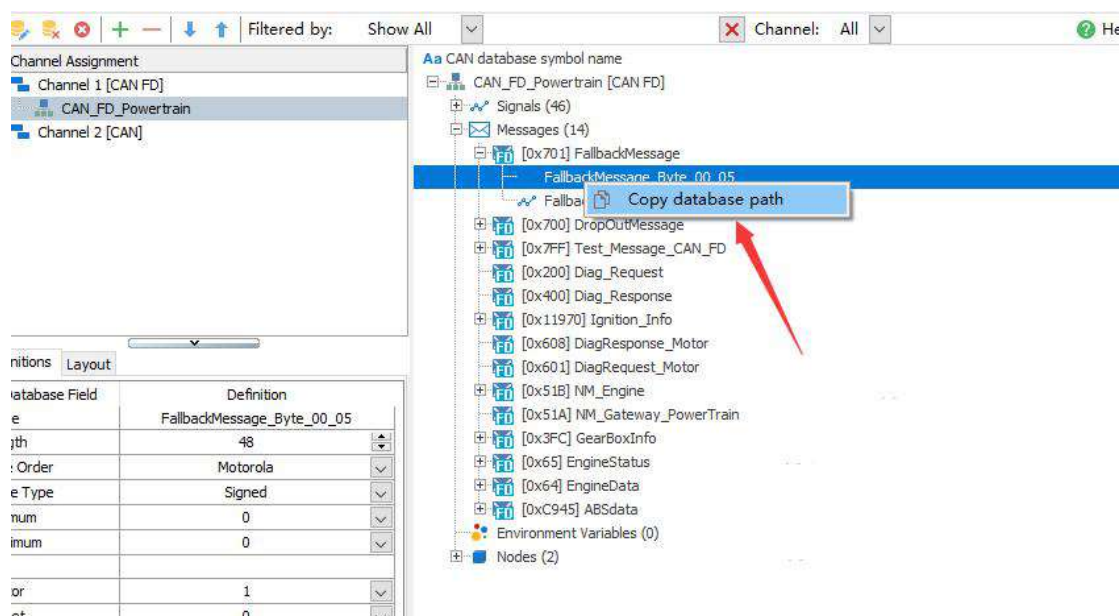 Filtered by: Show All Channel: All He
Channel Assignment
Channel 1 [CAN FD]
CAN_FD_Powertrain
Channel 2 [CAN]
Aa CAN database symbol name
CAN_FD_Powertrain [CAN FD]
Signals (46)
Messages (14)
[0x701] FallbackMessage
FallbackMessage_Byte_00_05
Fallba
Copy database path
[0x700] DropOutMessage
[0x7FF] Test_Message_CAN_FD
[0x200] Diag_Request
[0x400] Diag_Response
[0x11970] Ignition_Info
[0x608] DiagResponse_Motor
[0x601] DiagRequest_Motor
[0x51B] NM_Engine
[0x51A] NM_Gateway_PowerTrain
[0x3FC] GearBoxInfo
[0x65] EngineStatus
[0x64] EngineData
[0xC945] ABSdata
Environment Variables (0)
Nodes (2)
nitions Layout
Database Field Definition
e FallbackMessage_Byte_00_05
gth 48
Order Motorola
e Type Signed
mum 0
imum 0
or 1
et 0